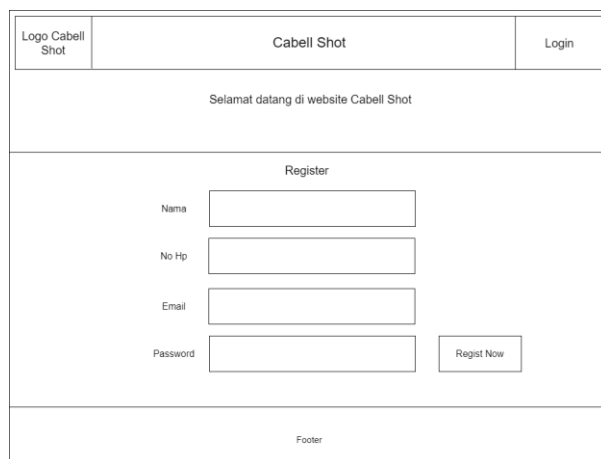 Logo Cabell
Shot
Cabell Shot
Login
Selamat datang di website Cabell Shot
Register
Nama
No Hp
Email
Password
Regist Now
Footer